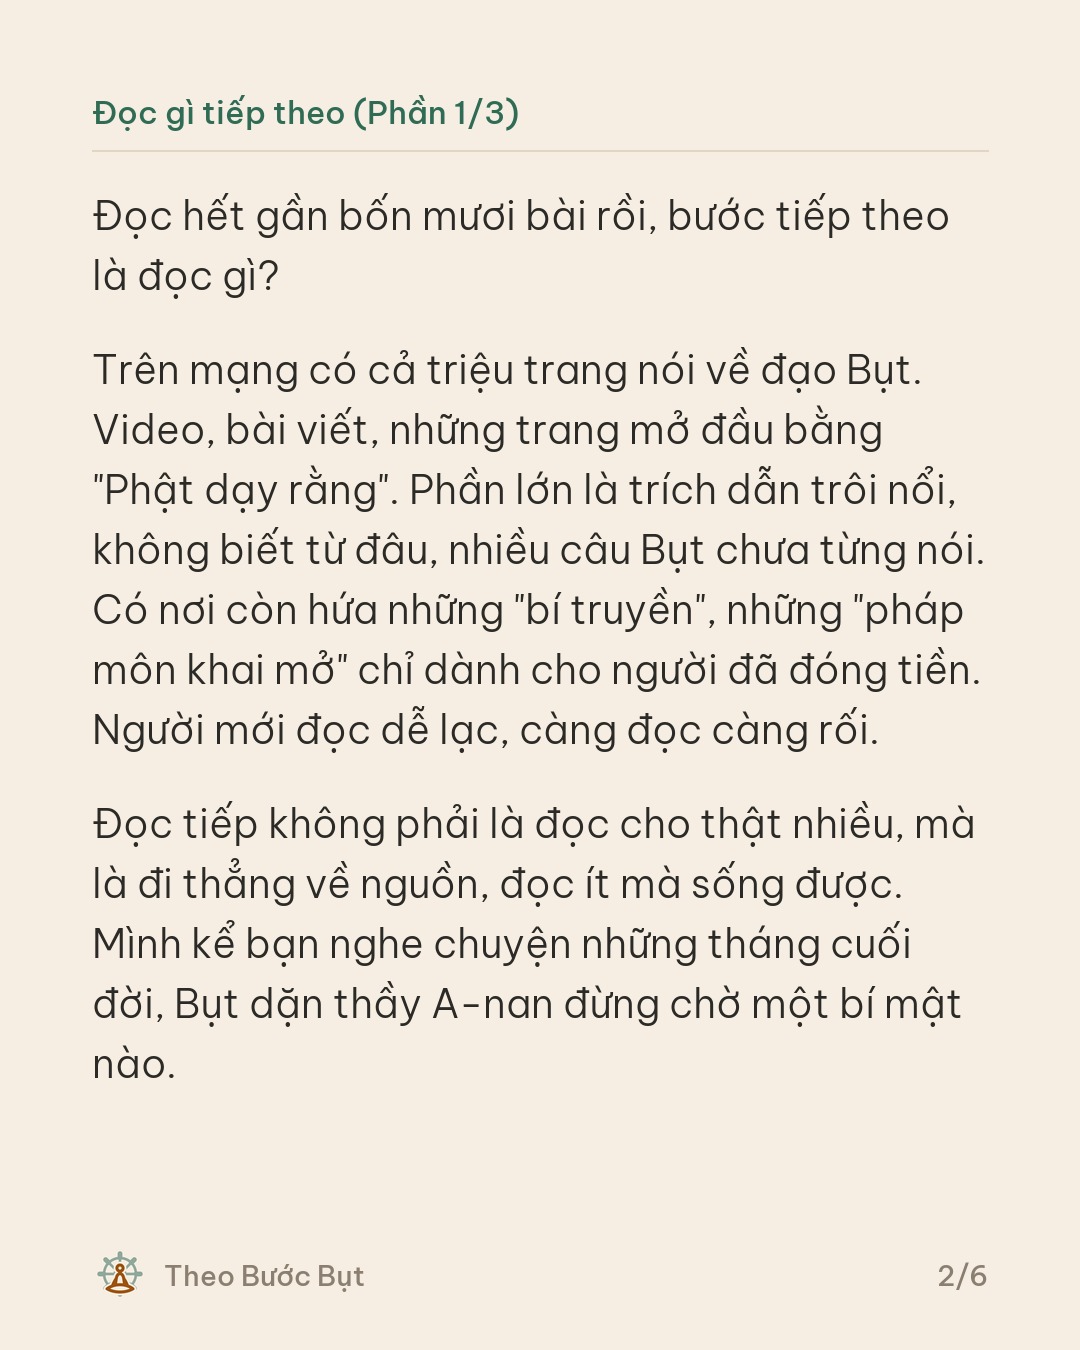 Đọc gì tiếp theo (Phần 1/3)
Đọc hết gần bốn mươi bài rồi, bước tiếp theo
là đọc gì?
Trên mạng có cả triệu trang nói về đạo Bụt.
Video, bài viết, những trang mở đầu bằng
"Phật dạy rằng". Phần lớn là trích dẫn trôi nổi,
không biết từ đâu, nhiều câu Bụt chưa từng nói.
Có nơi còn hứa những "bí truyền", những "pháp
môn khai mở" chỉ dành cho người đã đóng tiền.
Người mới đọc dễ lạc, càng đọc càng rối.
Đọc tiếp không phải là đọc cho thật nhiều, mà
là đi thẳng về nguồn, đọc ít mà sống được.
Mình kể bạn nghe chuyện những tháng cuối
đời, Bụt dặn thầy A-nan đừng chờ một bí mật
nào.
Theo Bước Bụt
2/6